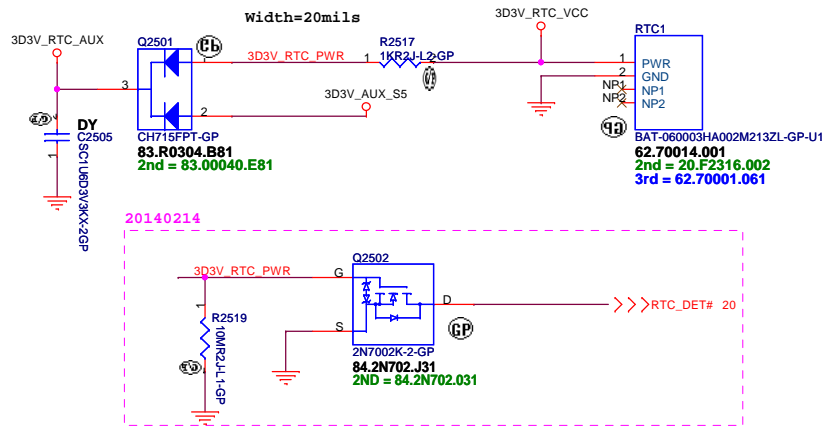 Width=20mils
3D3V_RTC_AUX
Q2501
3D3V_RTC_PWR
1
R2517
1KR2J-L2-GP
2
3D3V_RTC_VCC
RTC1
3
1
2
3D3V_AUX_S5
1
2
NP1
NP2
PWR
GND
NP1
NP2
DY
C2505
SC1U6D3V3KX-2GP
1
CH715FPT-GP
83.R0304.B81
2nd = 83.00040.E81
BAT-060003HA002M213ZL-GP-U1
62.70014.001
2nd = 20.F2316.002
3rd = 62.70001.061
20140214
3D3V_RTC_PWR
Q2502
G
D
S
RTC_DET# 20
1
R2519
10MR2J-L1-GP
GP
2N7002K-2-GP
84.2N702.J31
2ND = 84.2N702.031